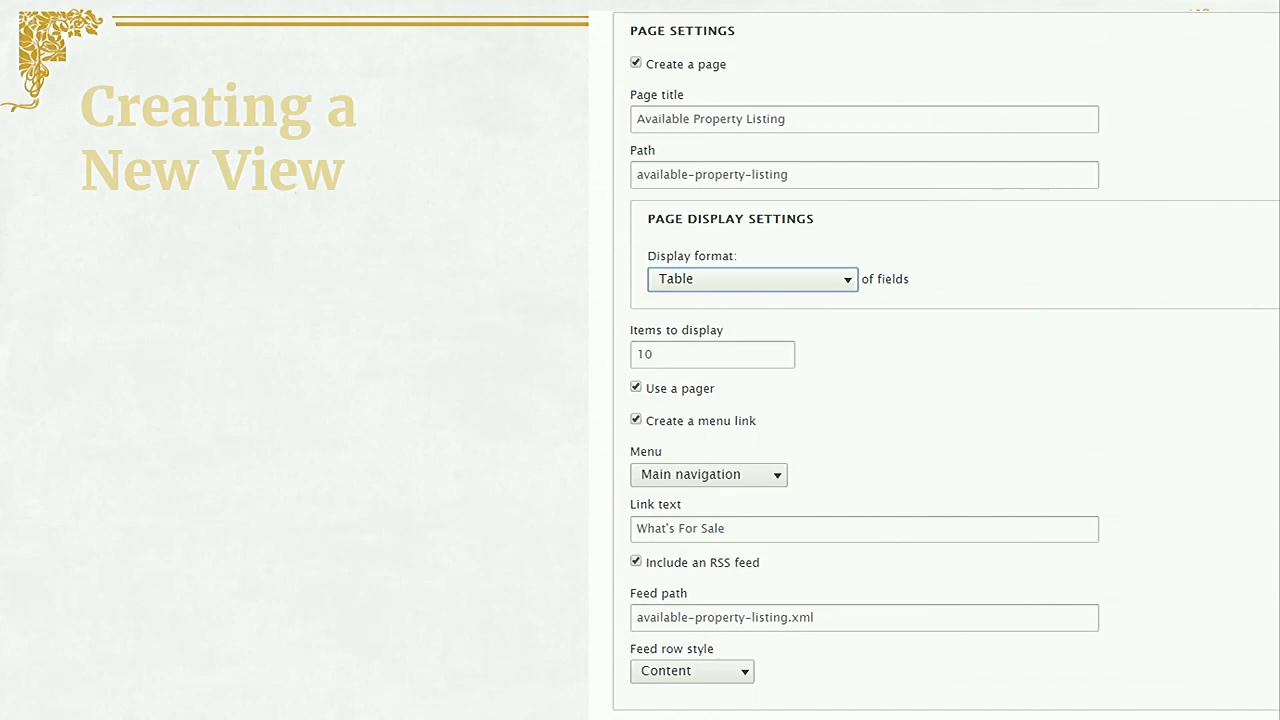 Creating a
New View
PAGE SETTINGS
Create a page
Page title
Available Property Listing
Path
available-property-listing
PAGE DISPLAY SETTINGS
Display format:
Table of fields
Items to display
10
Use a pager
Create a menu link
Menu
Main navigation
Link text
What's For Sale
Include an RSS feed
Feed path
available-property-listing.xml
Feed row style
Content